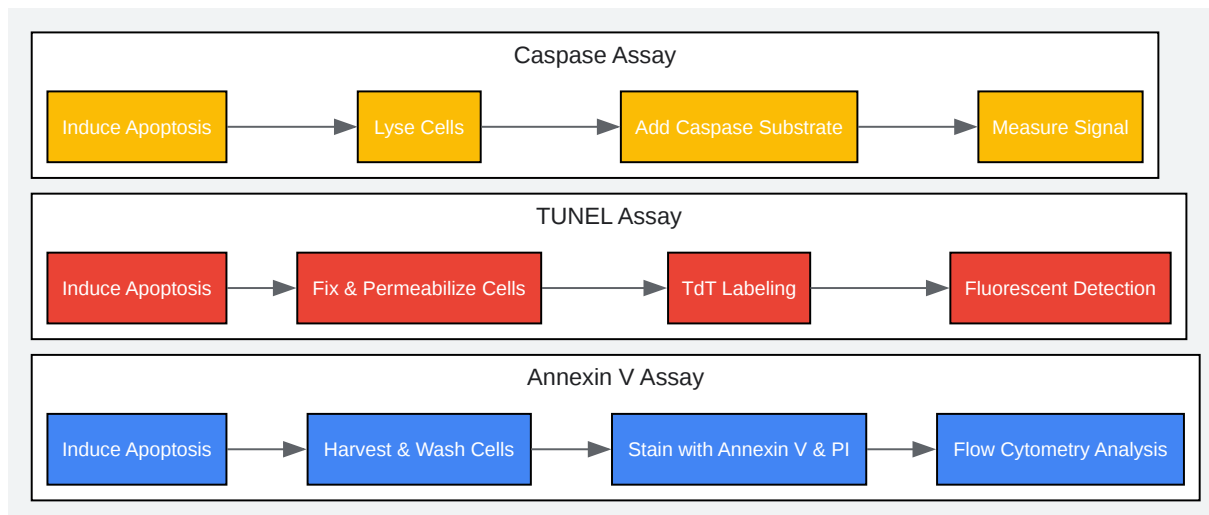 Caspase Assay
Induce Apoptosis
Lyse Cells
Add Caspase Substrate
Measure Signal
TUNEL Assay
Induce Apoptosis
Fix & Permeabilize Cells
TdT Labeling
Fluorescent Detection
Annexin V Assay
Induce Apoptosis
Harvest & Wash Cells
Stain with Annexin V & PI
Flow Cytometry Analysis